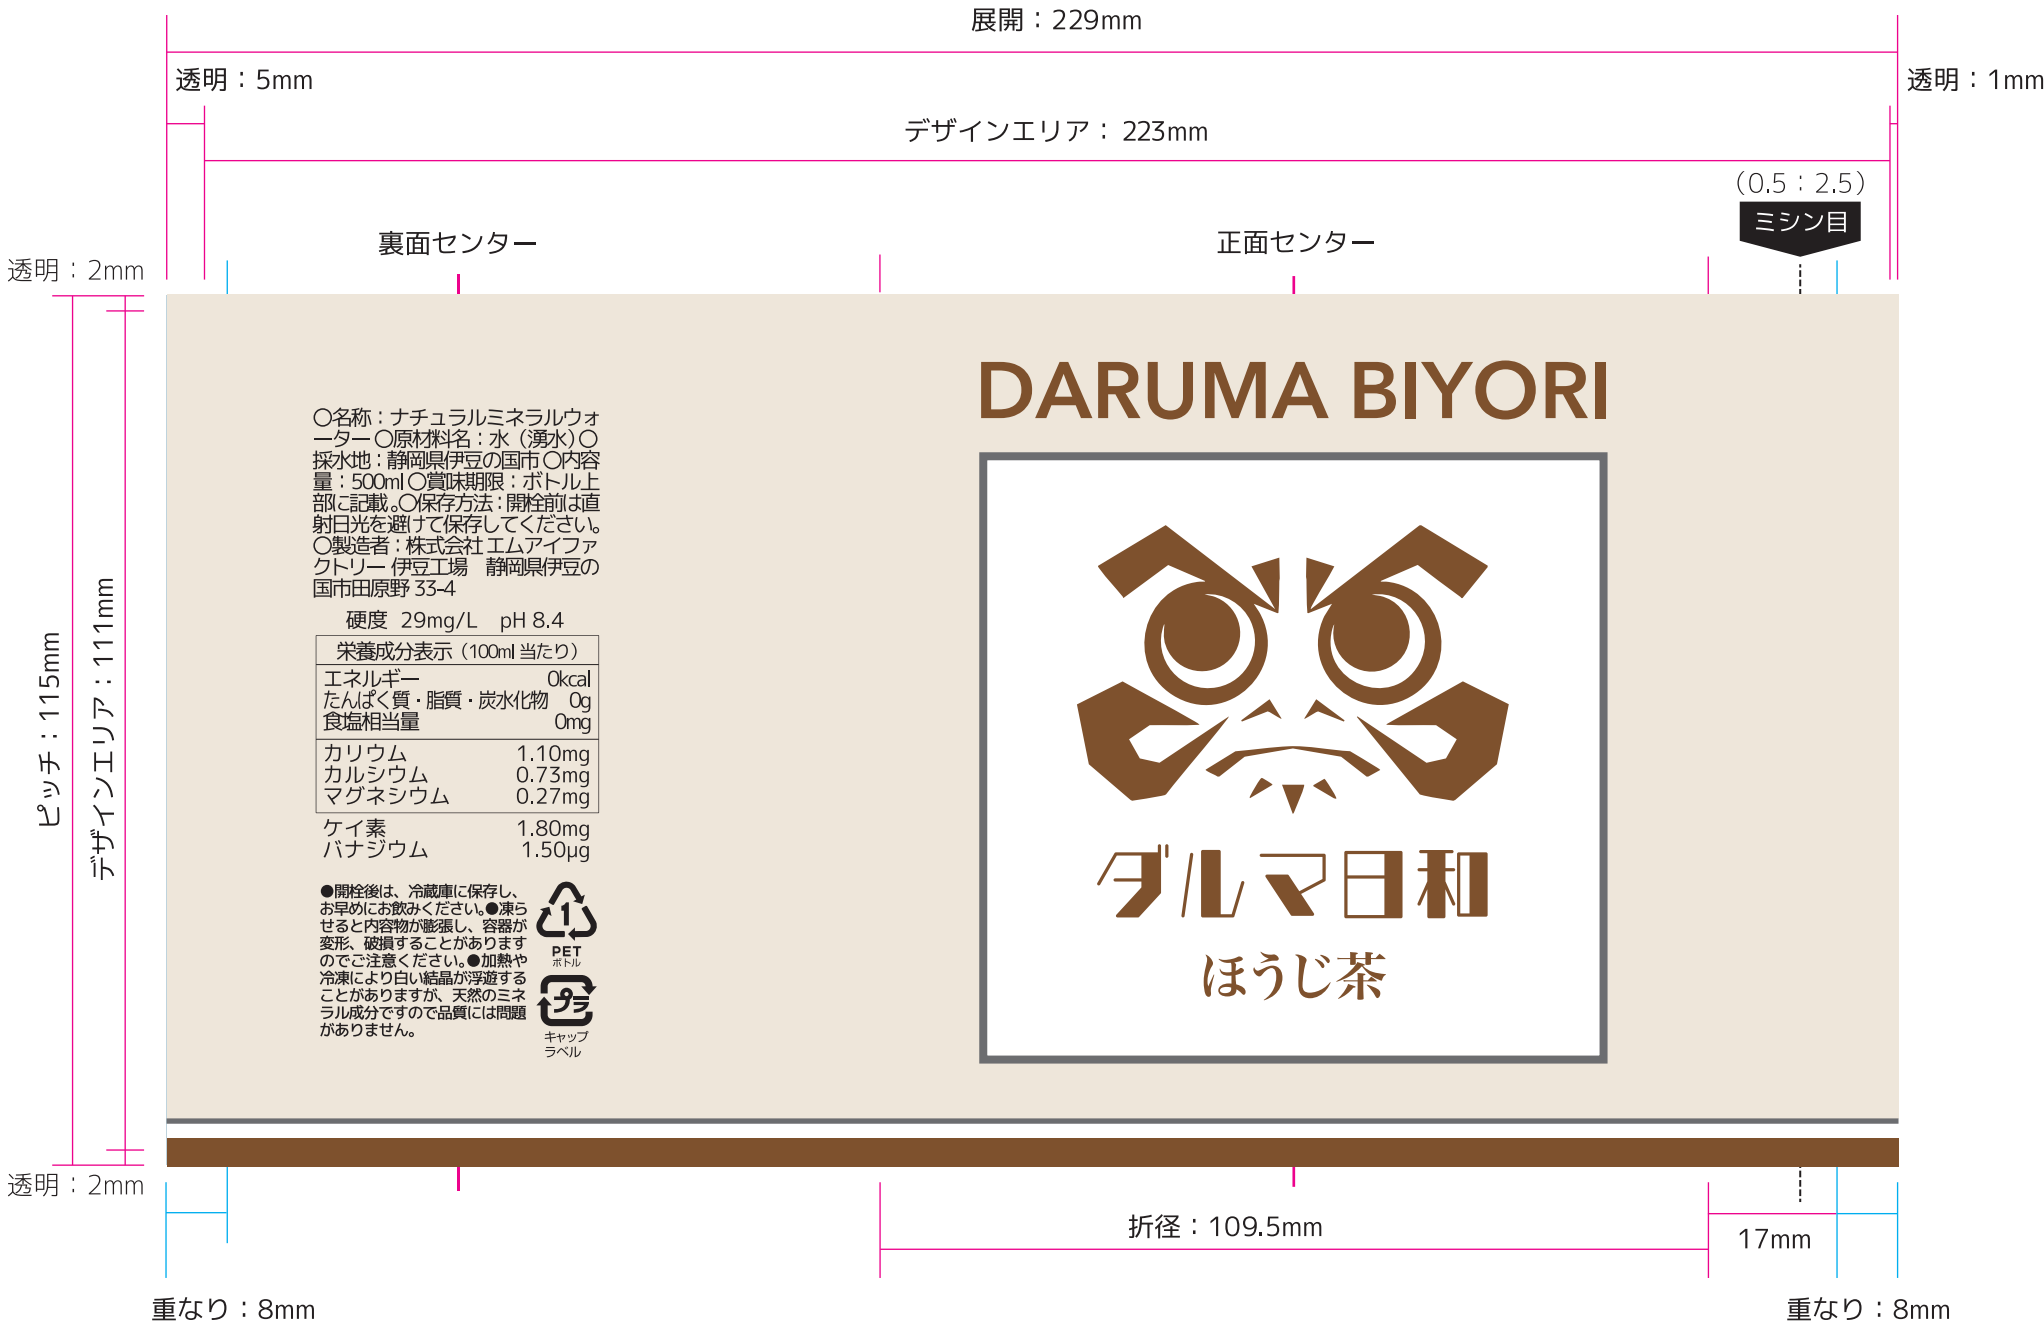 展開：229mm
透明：5mm
透明：1mm
デザインエリア： 223mm
（0.5：2.5）
ミシン目
裏面センター
正面センター
透明：2mm
DARUMA BIYORI
〇名称：ナチュラルミネラルウォ
ーター 〇原材料名：水（湧水）〇
採水地：静岡県伊豆の国市 〇内容
量：500ml 〇賞味期限：ボトル上
部に記載。〇保存方法：開栓前は直
射日光を避けて保存してください。
〇製造者：株式会社 エムアイファ
クトリー 伊豆工場　静岡県伊豆の
国市田原野 33-4
硬度 29mg/L　pH 8.4
栄養成分表示（100ml 当たり）
エネルギー 0kcal
たんぱく質・脂質・炭水化物 0g
食塩相当量 0mg
カリウム 1.10mg
カルシウム 0.73mg
マグネシウム 0.27mg
ケイ素 1.80mg
バナジウム 1.50μg
●開栓後は、冷蔵庫に保存し、
お早めにお飲みください。●凍ら
せると内容物が膨張し、容器が
変形、破損することがあります
のでご注意ください。●加熱や
冷凍により白い結晶が浮遊する
ことがありますが、天然のミネ
ラル成分ですので品質には問題
がありません。
1
PET
ボトル
プラ
キャップ
ラベル
ダルマ日和
ほうじ茶
ピッチ：115mm
デザインエリア：111mm
透明：2mm
折径：109.5mm
17mm
重なり：8mm
重なり：8mm